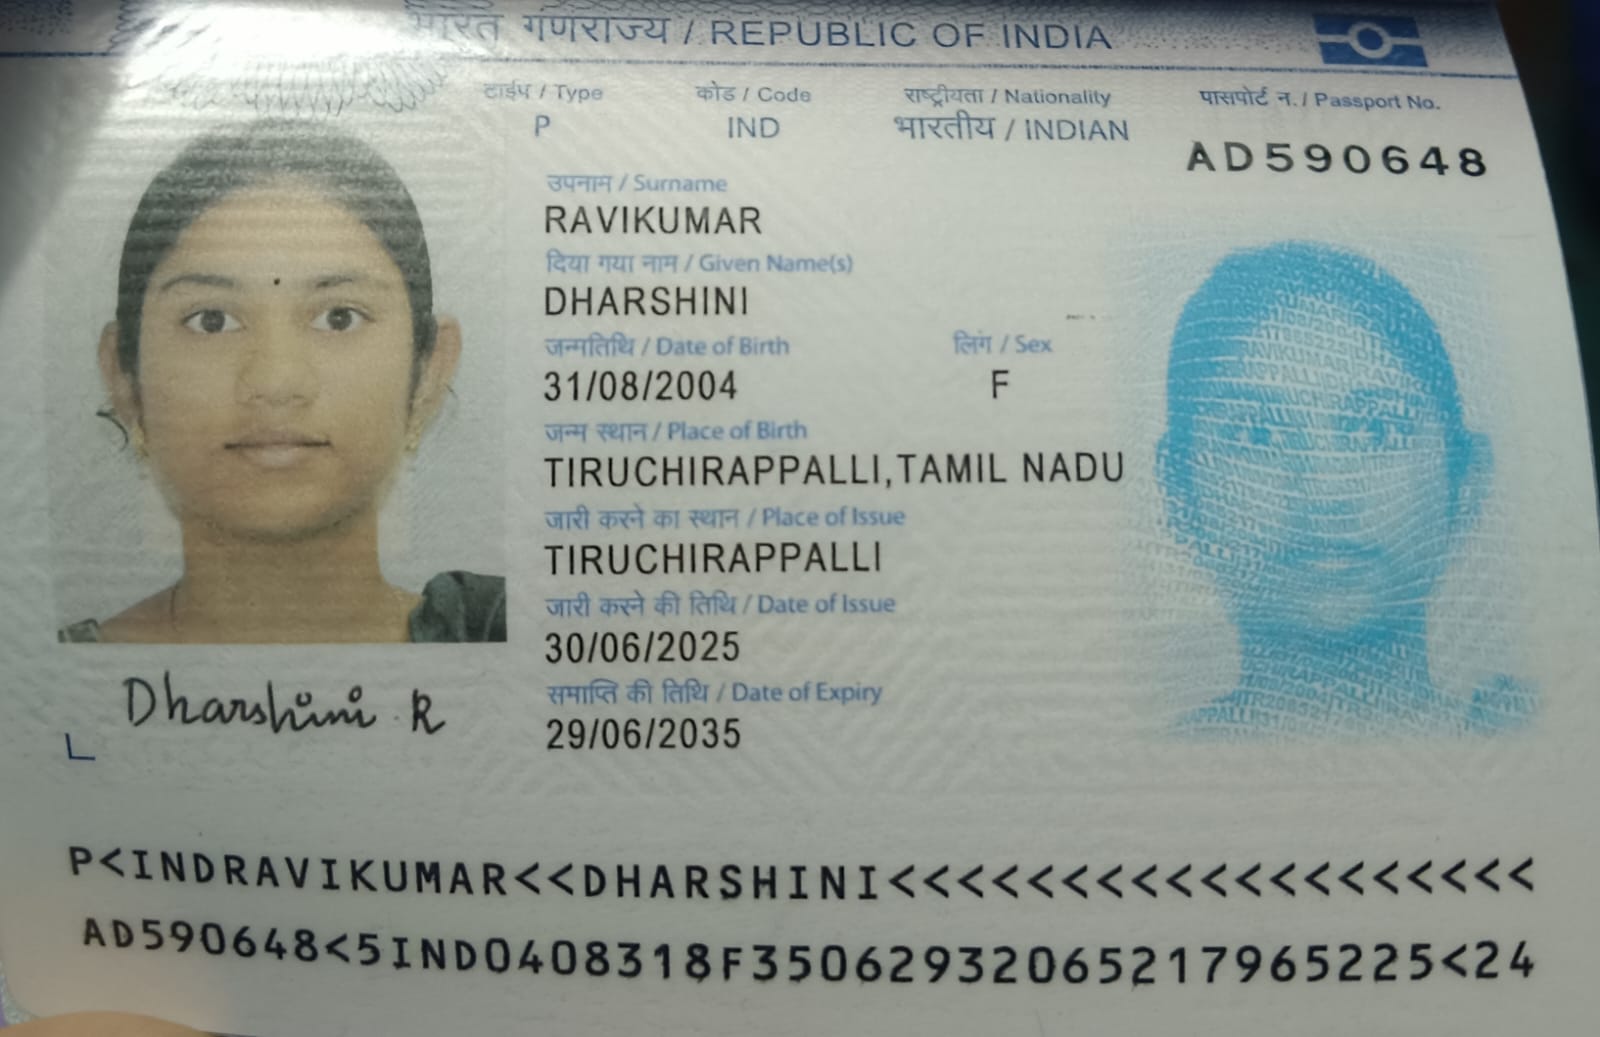 भारत गणराज्य / REPUBLIC OF INDIA
टाईप / Type कोड / Code राष्ट्रीयता / Nationality पासपोर्ट न. / Passport No.
P IND भारतीय / INDIAN AD590648
उपनाम / Surname
RAVIKUMAR
दिया गया नाम / Given Name(s)
DHARSHINI
जन्मतिथि / Date of Birth लिंग / Sex
31/08/2004 F
जन्म स्थान / Place of Birth
TIRUCHIRAPPALLI,TAMIL NADU
जारी करने का स्थान / Place of Issue
TIRUCHIRAPPALLI
जारी करने की तिथि / Date of Issue
30/06/2025
समाप्ति की तिथि / Date of Expiry
29/06/2035
Dharshini R
P<INDRAVIKUMAR<<DHARSHINI<<<<<<<<<<<<<<<<<<<
AD590648<5IND0408318F35062932065217965225<24